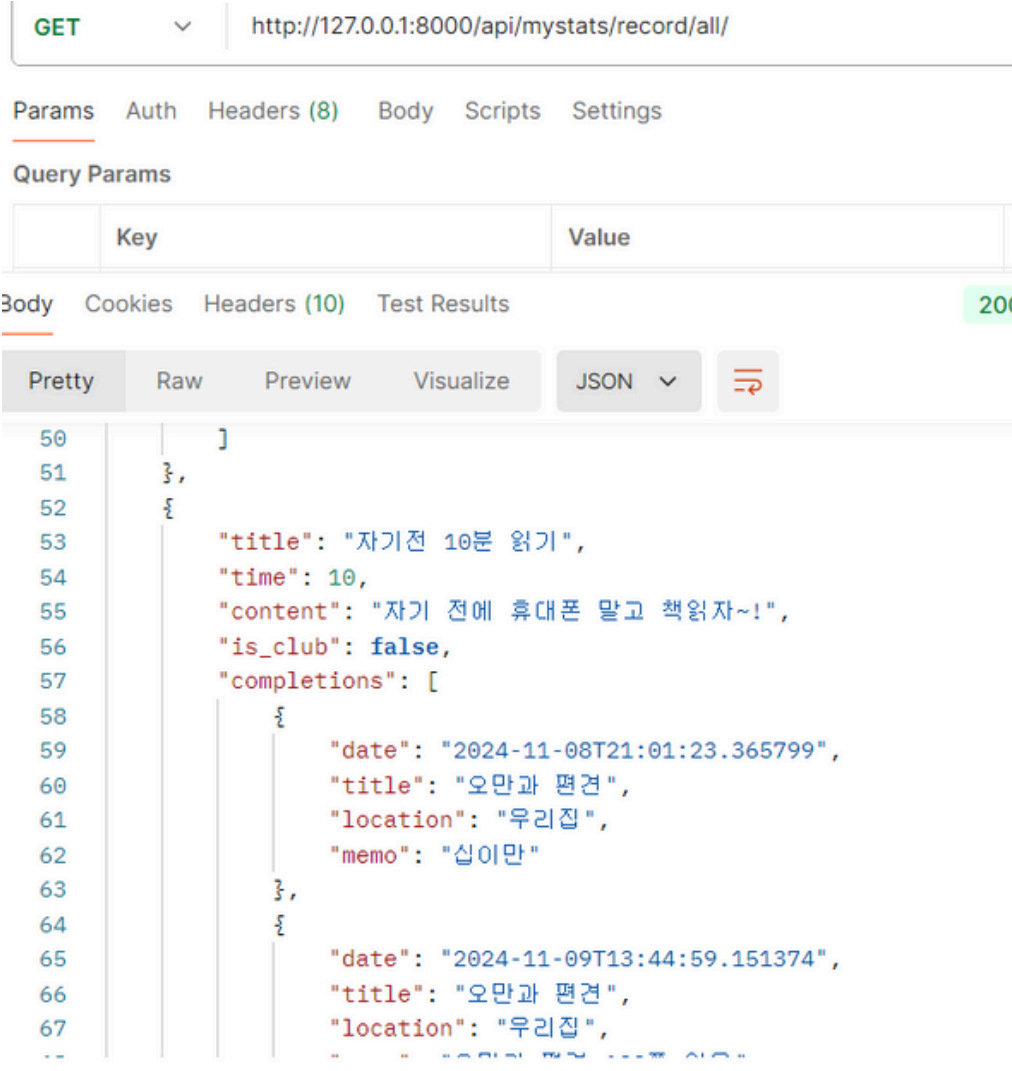 GET http://127.0.0.1:8000/api/mystats/record/all/
Params Auth Headers (8) Body Scripts Settings
Query Params
Key Value
Body Cookies Headers (10) Test Results 200
Pretty Raw Preview Visualize JSON
50 ]
51 },
52 {
53 "title": "자기전 10분 읽기",
54 "time": 10,
55 "content": "자기 전에 휴대폰 말고 책읽자~!",
56 "is_club": false,
57 "completions": [
58 {
59 "date": "2024-11-08T21:01:23.365799",
60 "title": "오만과 편견",
61 "location": "우리집",
62 "memo": "십이만"
63 },
64 {
65 "date": "2024-11-09T13:44:59.151374",
66 "title": "오만과 편견",
67 "location": "우리집",